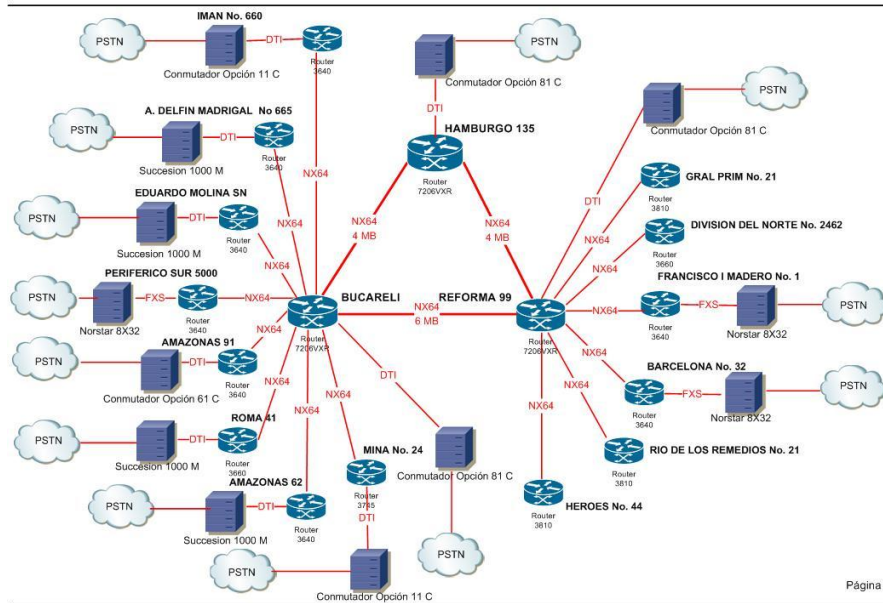 IMAN No. 660
PSTN
DTI
Router
3640
Conmutador Opción 11 C
PSTN
Conmutador Opción 81 C
DTI
HAMBURGO 135
Router
7206VXR
PSTN
Conmutador Opción 81 C
DTI
A. DELFIN MADRIGAL No 665
PSTN
DTI
Router
3640
Succesion 1000 M
NX64
NX64
EDUARDO MOLINA SN
PSTN
DTI
Router
3640
Succesion 1000 M
NX64
NX64
4 MB
NX64
4 MB
GRAL PRIM No. 21
Router
3810
NX64
DIVISION DEL NORTE No. 2462
Router
3660
NX64
PERIFERICO SUR 5000
PSTN
FXS
Router
3640
Norstar 8X32
NX64
BUCARELI
Router
7206VXR
NX64
6 MB
REFORMA 99
Router
7206VXR
FRANCISCO I MADERO No. 1
NX64
Router
3640
FXS
Norstar 8X32
PSTN
AMAZONAS 91
PSTN
DTI
Router
3640
Conmutador Opción 61 C
NX64
BARCELONA No. 32
NX64
Router
3640
FXS
Norstar 8X32
PSTN
ROMA 41
PSTN
DTI
Router
3660
Succesion 1000 M
NX64
DTI
Conmutador Opción 81 C
PSTN
RIO DE LOS REMEDIOS No. 21
NX64
Router
3810
AMAZONAS 62
PSTN
DTI
Router
3640
Succesion 1000 M
NX64
MINA No. 24
NX64
Router
3745
DTI
PSTN
Conmutador Opción 11 C
HEROES No. 44
NX64
Router
3810
Página